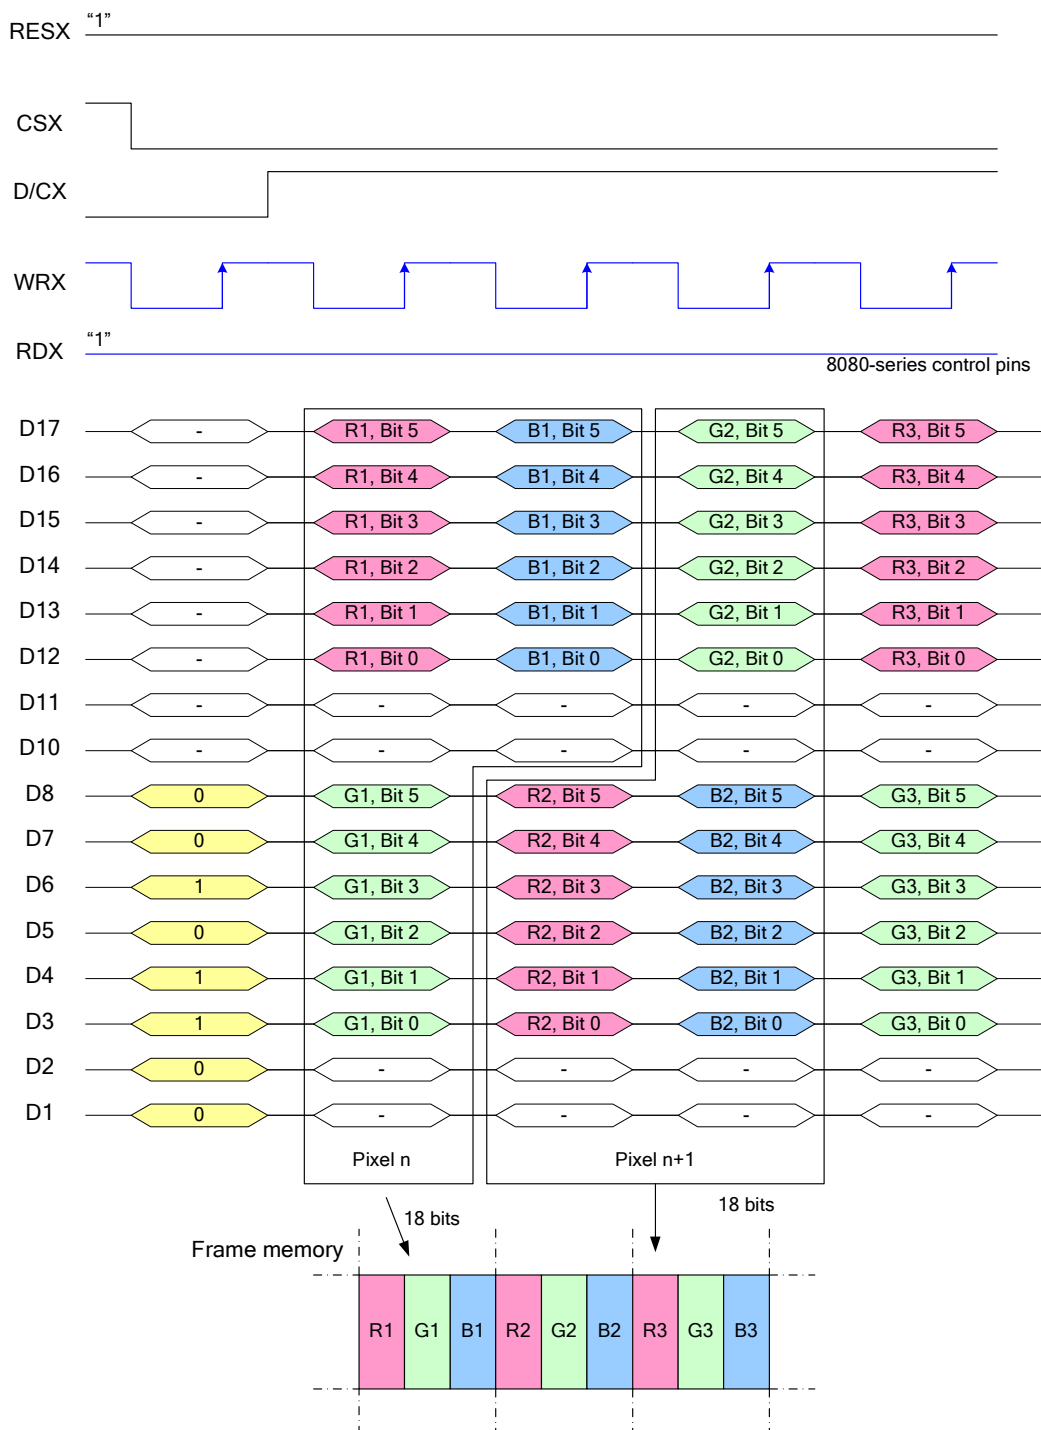 RESX "1"
CSX
D/CX
WRX
RDX "1"
8080-series control pins
D17 - R1, Bit 5 B1, Bit 5 G2, Bit 5 R3, Bit 5
D16 - R1, Bit 4 B1, Bit 4 G2, Bit 4 R3, Bit 4
D15 - R1, Bit 3 B1, Bit 3 G2, Bit 3 R3, Bit 3
D14 - R1, Bit 2 B1, Bit 2 G2, Bit 2 R3, Bit 2
D13 - R1, Bit 1 B1, Bit 1 G2, Bit 1 R3, Bit 1
D12 - R1, Bit 0 B1, Bit 0 G2, Bit 0 R3, Bit 0
D11 - - - - -
D10 - - - - -
D8 0 G1, Bit 5 R2, Bit 5 B2, Bit 5 G3, Bit 5
D7 0 G1, Bit 4 R2, Bit 4 B2, Bit 4 G3, Bit 4
D6 1 G1, Bit 3 R2, Bit 3 B2, Bit 3 G3, Bit 3
D5 0 G1, Bit 2 R2, Bit 2 B2, Bit 2 G3, Bit 2
D4 1 G1, Bit 1 R2, Bit 1 B2, Bit 1 G3, Bit 1
D3 1 G1, Bit 0 R2, Bit 0 B2, Bit 0 G3, Bit 0
D2 0 - - - -
D1 0 - - - -
Pixel n Pixel n+1
18 bits 18 bits
Frame memory
R1 G1 B1 R2 G2 B2 R3 G3 B3